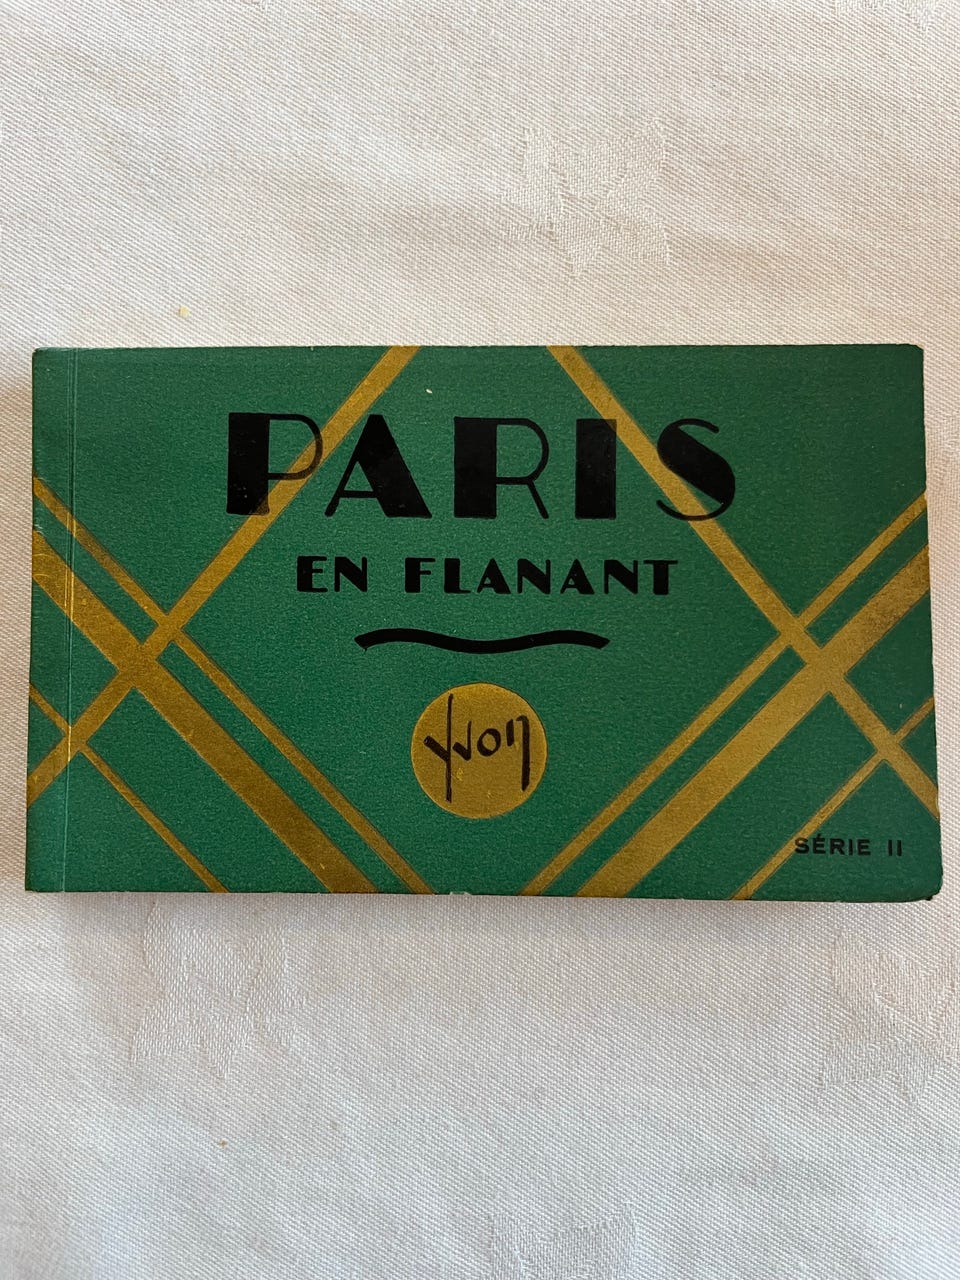 PARIS
EN FLANANT
Yvon
SÉRIE II